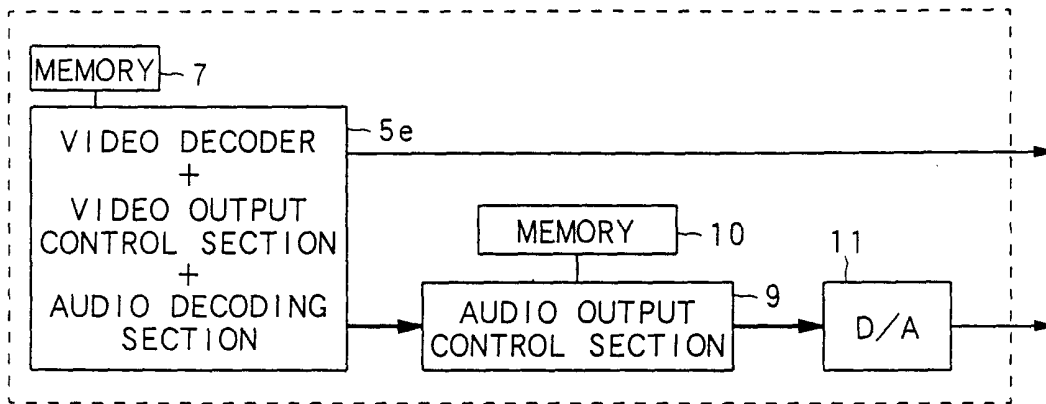 MEMORY 7
5e
VIDEO DECODER
+
VIDEO OUTPUT
CONTROL SECTION
+
AUDIO DECODING
SECTION
MEMORY 10
9
AUDIO OUTPUT
CONTROL SECTION
11
D/A